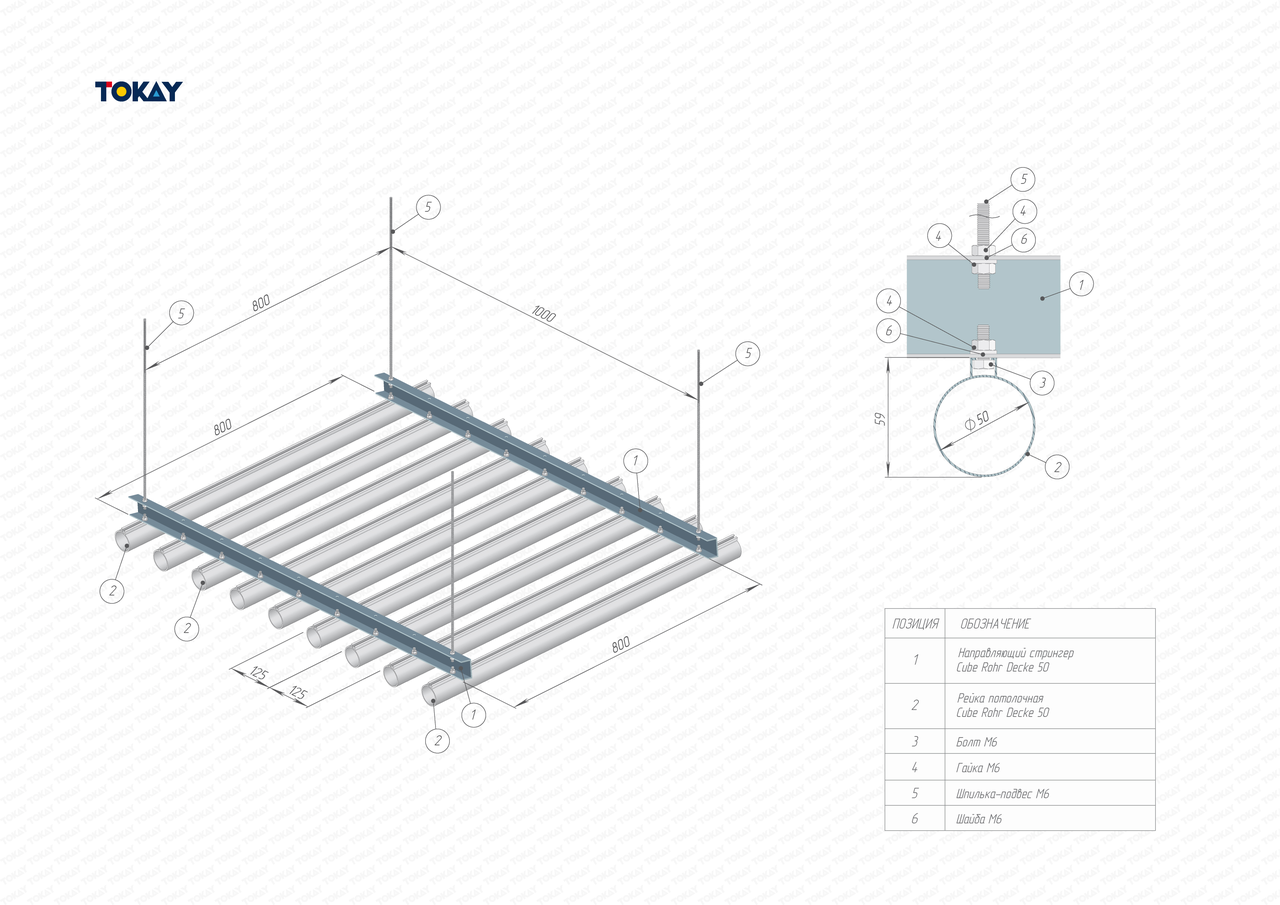 TOKAY
5
5
800
1000
5
800
1
2
2
125
125
800
1
2
5
4
4
6
1
4
6
3
59
Ø50
2
ПОЗИЦИЯ ОБОЗНАЧЕНИЕ
1 Направляющий стрингер
Cube Rohr Decke 50
2 Рейка потолочная
Cube Rohr Decke 50
3 Болт М6
4 Гайка М6
5 Шпилька-подвес М6
6 Шайба М6